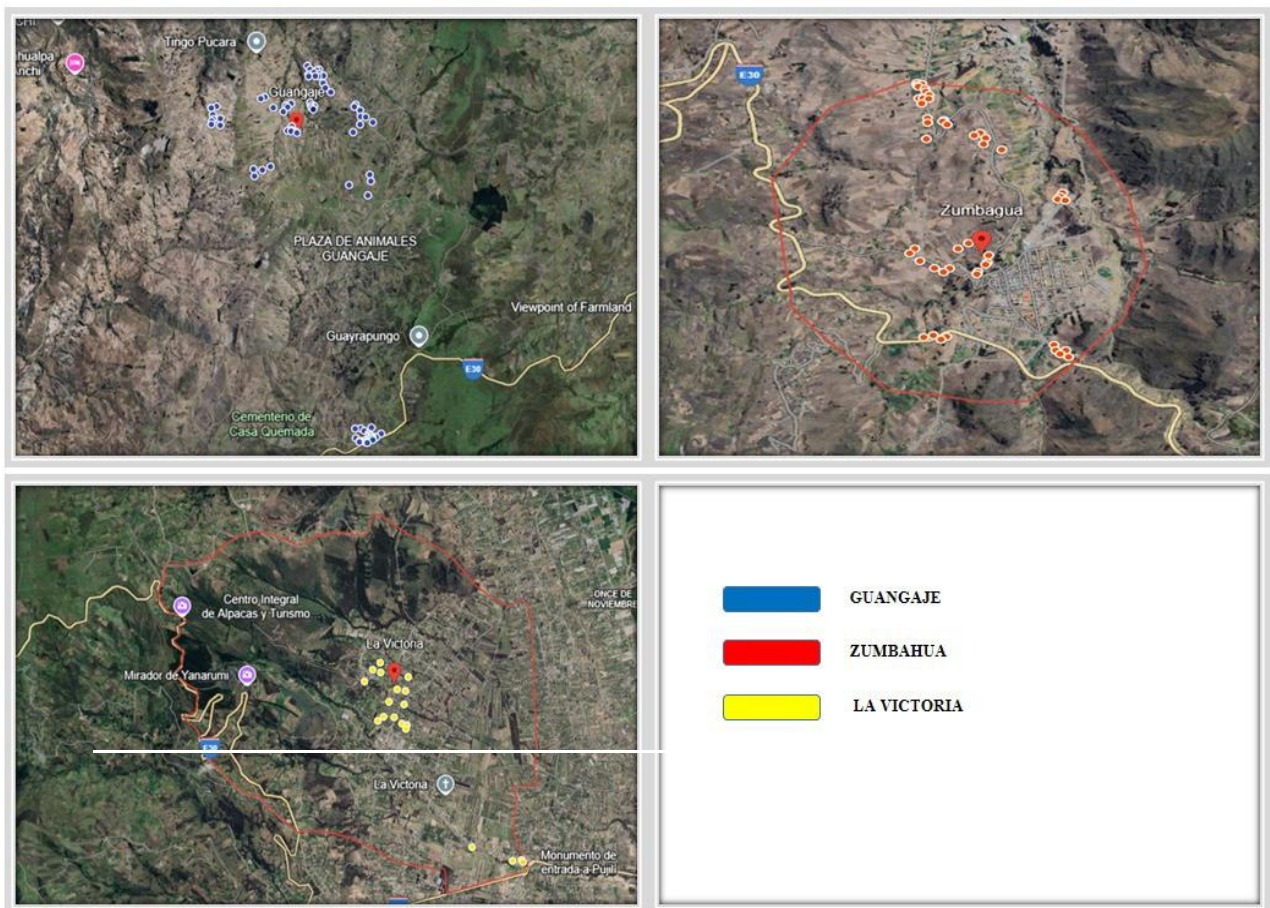 Tingo Pucara
Guangaje
PLAZA DE ANIMALES
GUANGAJE
Viewpoint of Farmland
Guayrapungo
E30
Cementerio de
Casa Quemada
E30
Zumbagua
Centro Integral
de Alpacas y Turismo
ONCE DE
NOVIEMBRE
La Victoria
Mirador de Yanarumi
E30
La Victoria
Monumento de
entrada a Pujilí
GUANGAJE
ZUMBAHUA
LA VICTORIA